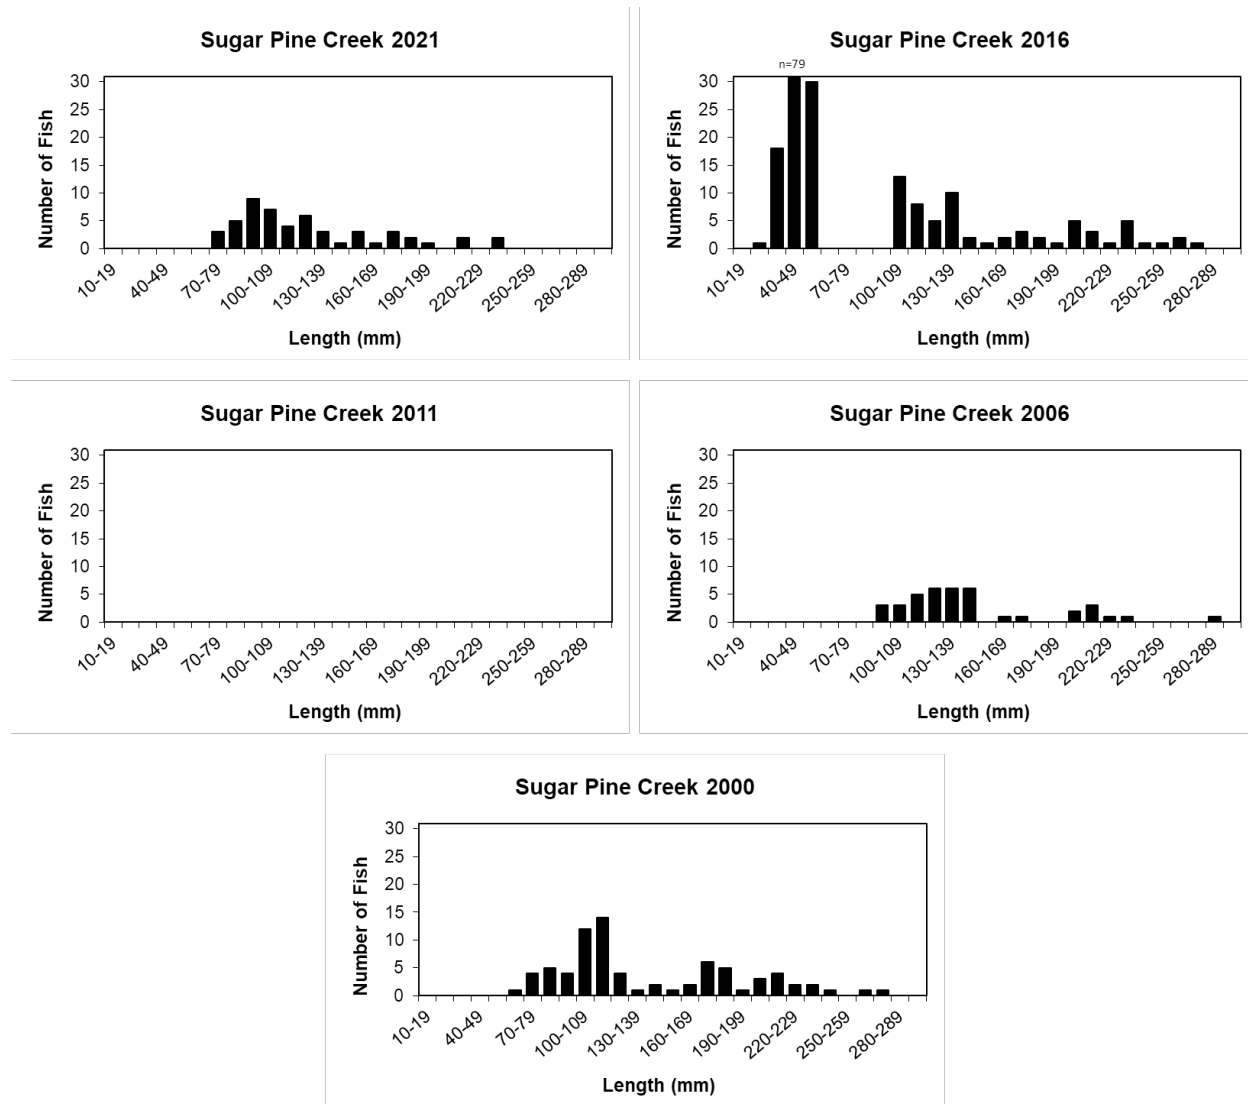 Sugar Pine Creek 2021
Number of Fish
30
25
20
15
10
5
0
10-19 40-49 70-79 100-109 130-139 160-169 190-199 220-229 250-259 280-289
Length (mm)
Sugar Pine Creek 2016
n=79
Number of Fish
30
25
20
15
10
5
0
10-19 40-49 70-79 100-109 130-139 160-169 190-199 220-229 250-259 280-289
Length (mm)
Sugar Pine Creek 2011
Number of Fish
30
25
20
15
10
5
0
10-19 40-49 70-79 100-109 130-139 160-169 190-199 220-229 250-259 280-289
Length (mm)
Sugar Pine Creek 2006
Number of Fish
30
25
20
15
10
5
0
10-19 40-49 70-79 100-109 130-139 160-169 190-199 220-229 250-259 280-289
Length (mm)
Sugar Pine Creek 2000
Number of Fish
30
25
20
15
10
5
0
10-19 40-49 70-79 100-109 130-139 160-169 190-199 220-229 250-259 280-289
Length (mm)